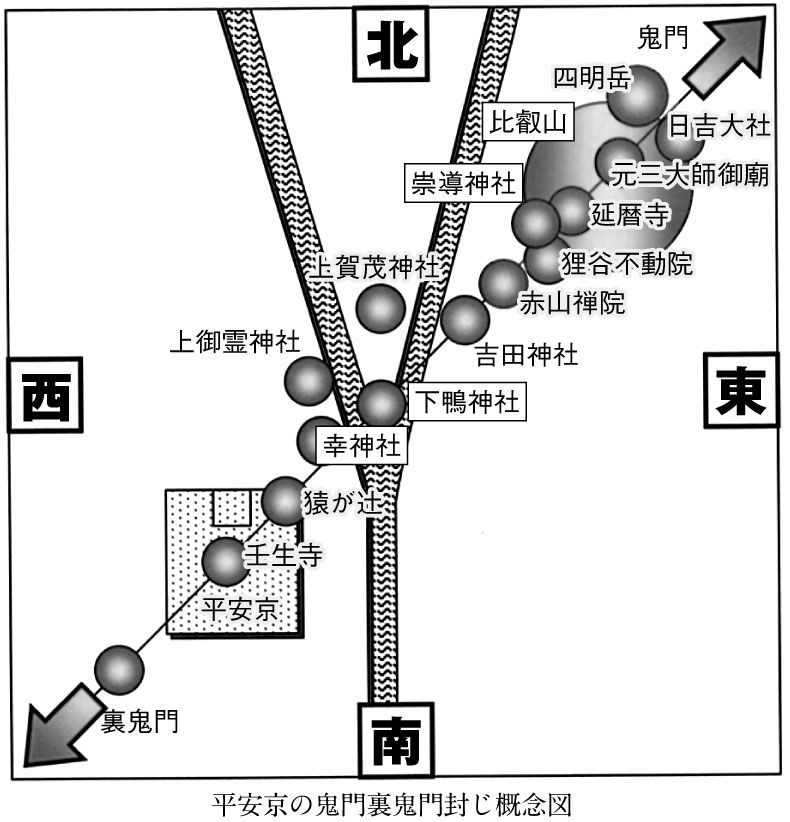 北
鬼門
四明岳
比叡山
日吉大社
崇導神社
元三大師御廟
延暦寺
狸谷不動院
上賀茂神社
赤山禅院
上御霊神社
吉田神社
西
東
下鴨神社
幸神社
猿が辻
壬生寺
平安京
裏鬼門
南
平安京の鬼門裏鬼門封じ概念図